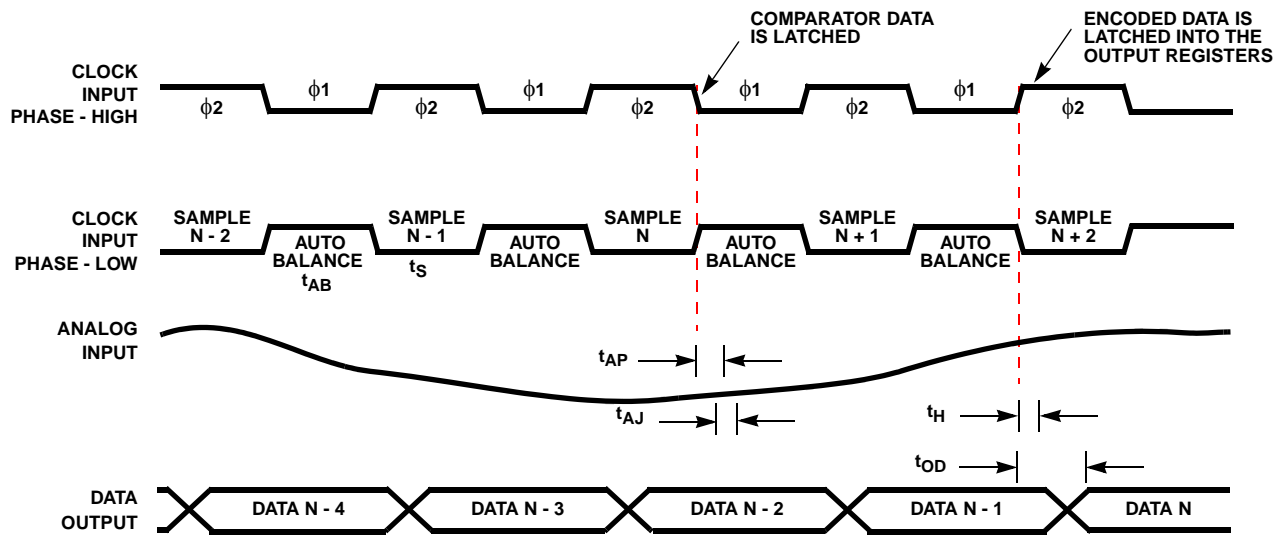 COMPARATOR DATA
IS LATCHED
ENCODED DATA IS
LATCHED INTO THE
OUTPUT REGISTERS
CLOCK
INPUT
PHASE - HIGH
ϕ2 ϕ1 ϕ2 ϕ1 ϕ2 ϕ1 ϕ2 ϕ1 ϕ2
CLOCK
INPUT
PHASE - LOW
SAMPLE
N - 2
AUTO
BALANCE
tAB
SAMPLE
N - 1
tS
AUTO
BALANCE
SAMPLE
N
AUTO
BALANCE
SAMPLE
N + 1
AUTO
BALANCE
SAMPLE
N + 2
ANALOG
INPUT
tAP
tAJ
tH
tOD
DATA
OUTPUT
DATA N - 4
DATA N - 3
DATA N - 2
DATA N - 1
DATA N